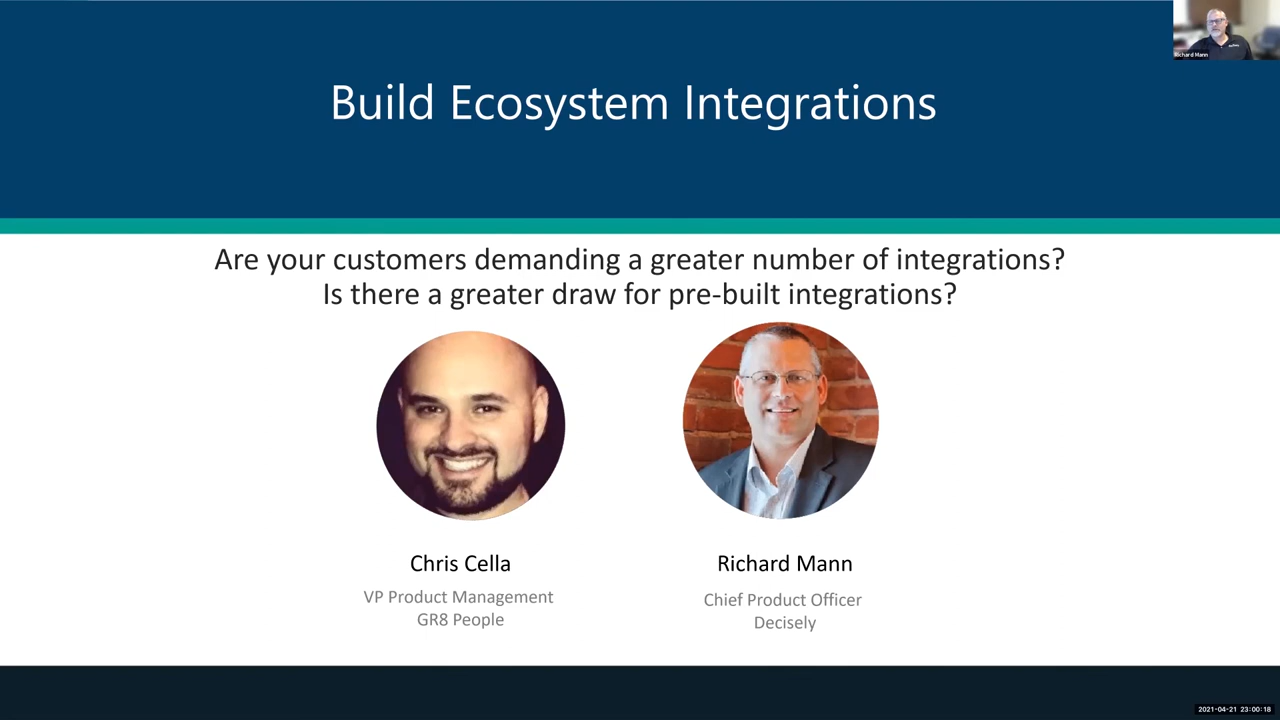 Build Ecosystem Integrations
Richard Mann
Are your customers demanding a greater number of integrations?
Is there a greater draw for pre-built integrations?
Chris Cella
VP Product Management
GR8 People
Richard Mann
Chief Product Officer
Decisely
2021-04-21 23:00:18